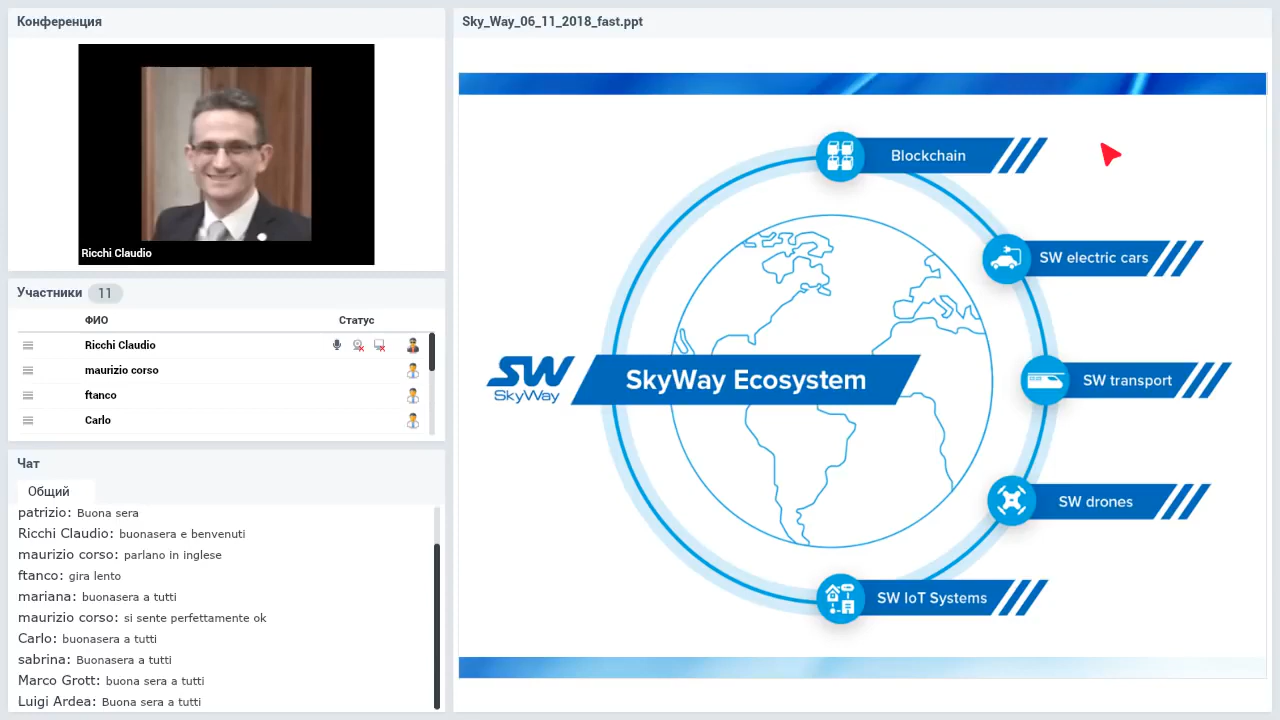 Конференция
Ricchi Claudio
Участники 11
ФИО Статус
Ricchi Claudio
maurizio corso
ftanco
Carlo
Чат
Общий
patrizio: Buona sera
Ricchi Claudio: buonasera e benvenuti
maurizio corso: parlano in inglese
ftanco: gira lento
mariana: buonasera a tutti
maurizio corso: si sente perfettamente ok
Carlo: buonasera a tutti
sabrina: Buonasera a tutti
Marco Grott: buona sera a tutti
Luigi Ardea: Buona sera a tutti
Sky_Way_06_11_2018_fast.ppt
Blockchain
SW electric cars
SW
SkyWay
SkyWay Ecosystem
SW transport
SW drones
SW IoT Systems